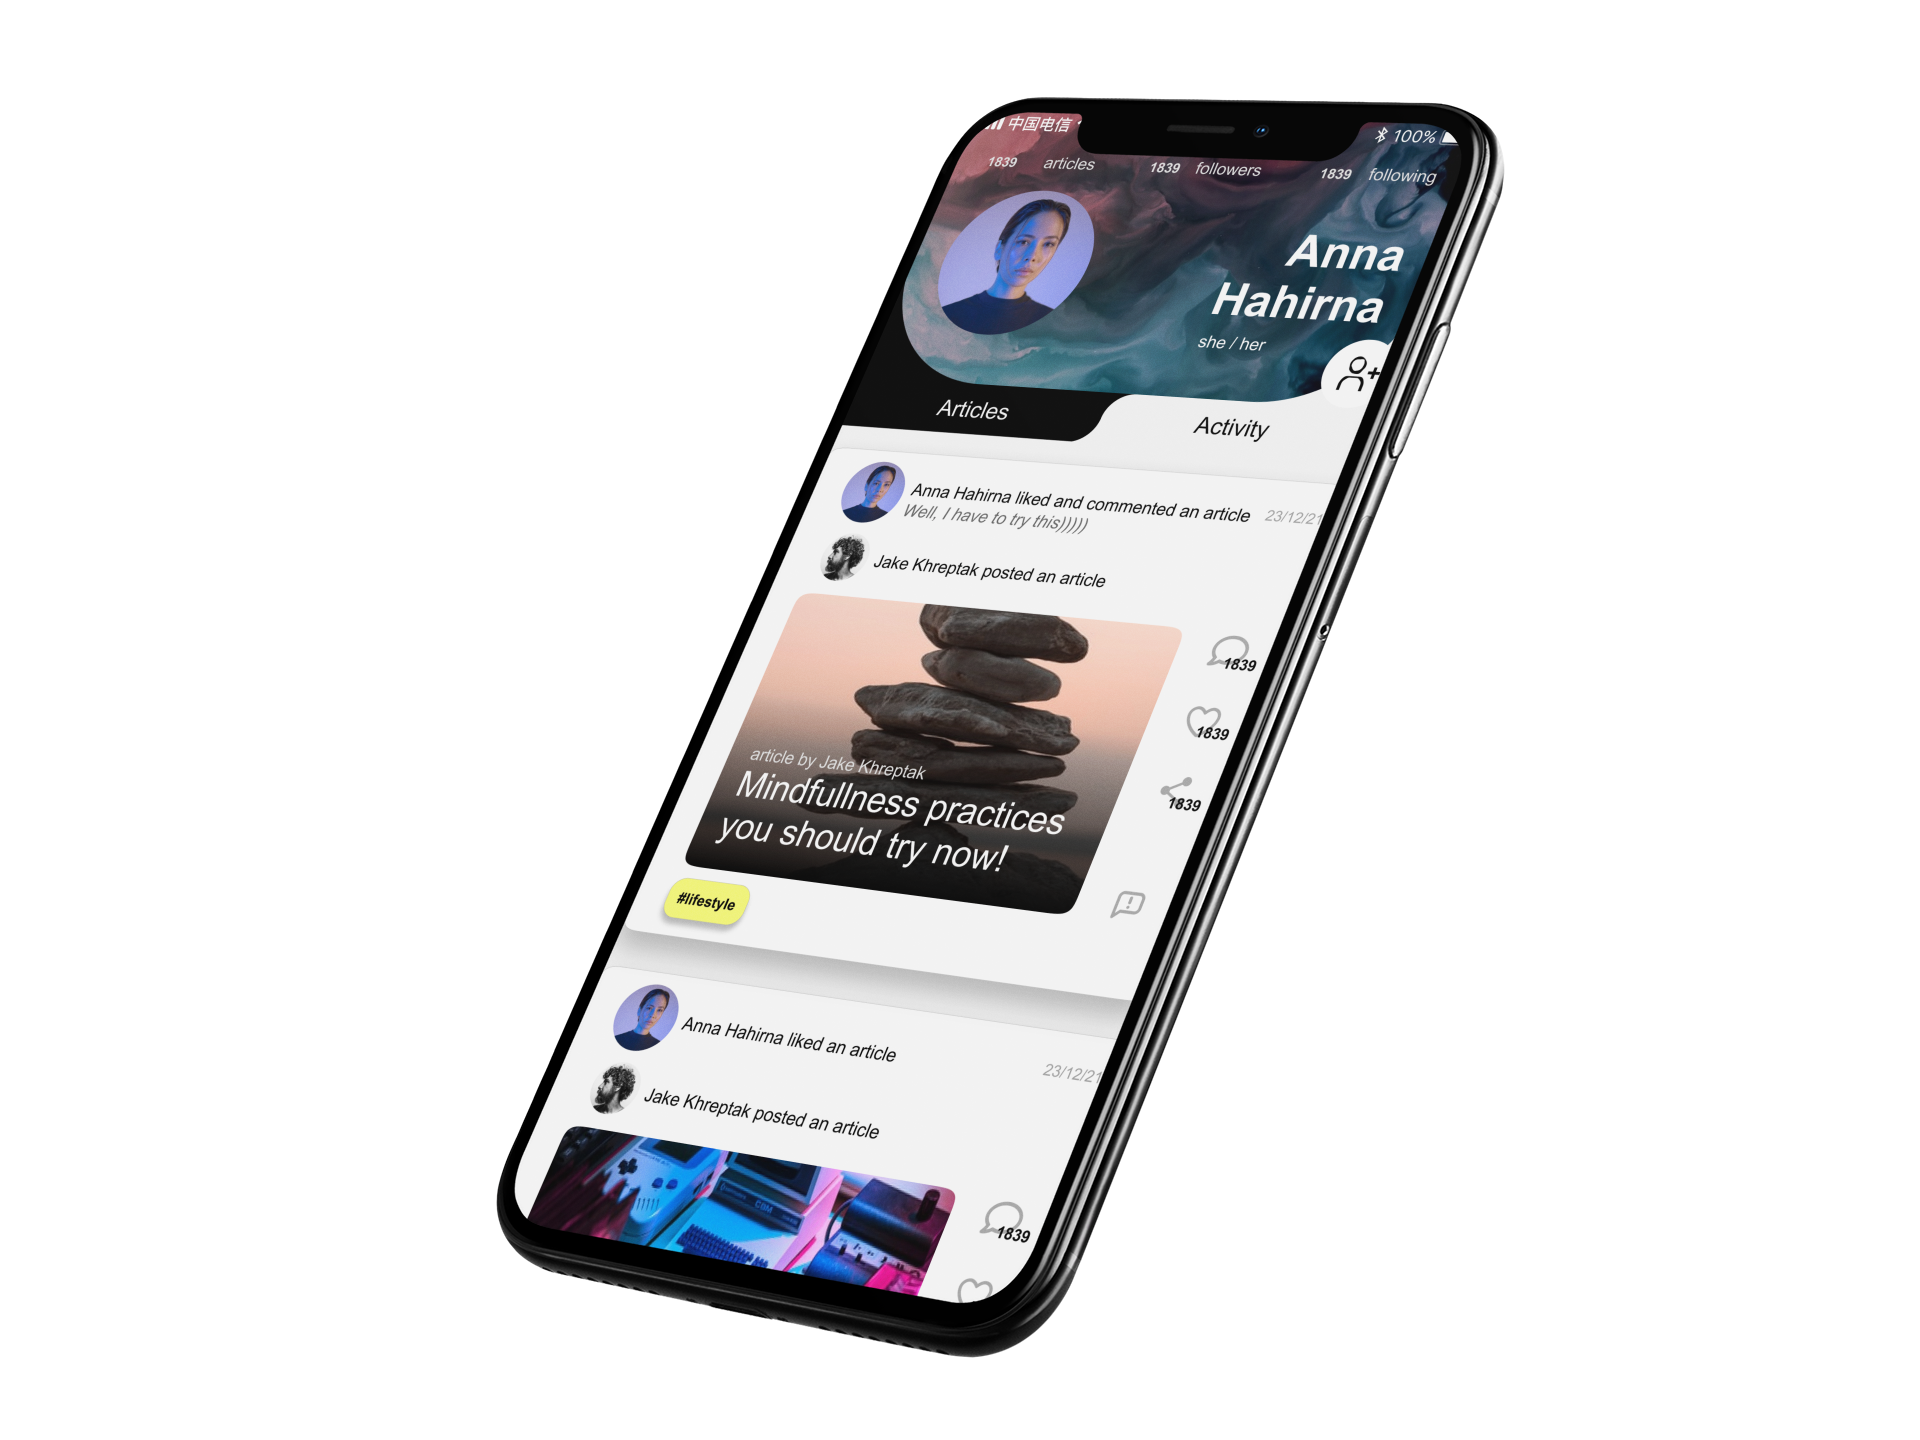 中国电信
100%
1839 articles 1839 followers 1839 following
Anna
Hahirna
she / her
Articles
Activity
Anna Hahirna liked and commented an article 23/12/21
Well, I have to try this)))))
Jake Khreptak posted an article
1839
1839
1839
article by Jake Khreptak
Mindfullness practices
you should try now!
#lifestyle
Anna Hahirna liked an article
23/12/21
Jake Khreptak posted an article
CBM
1839